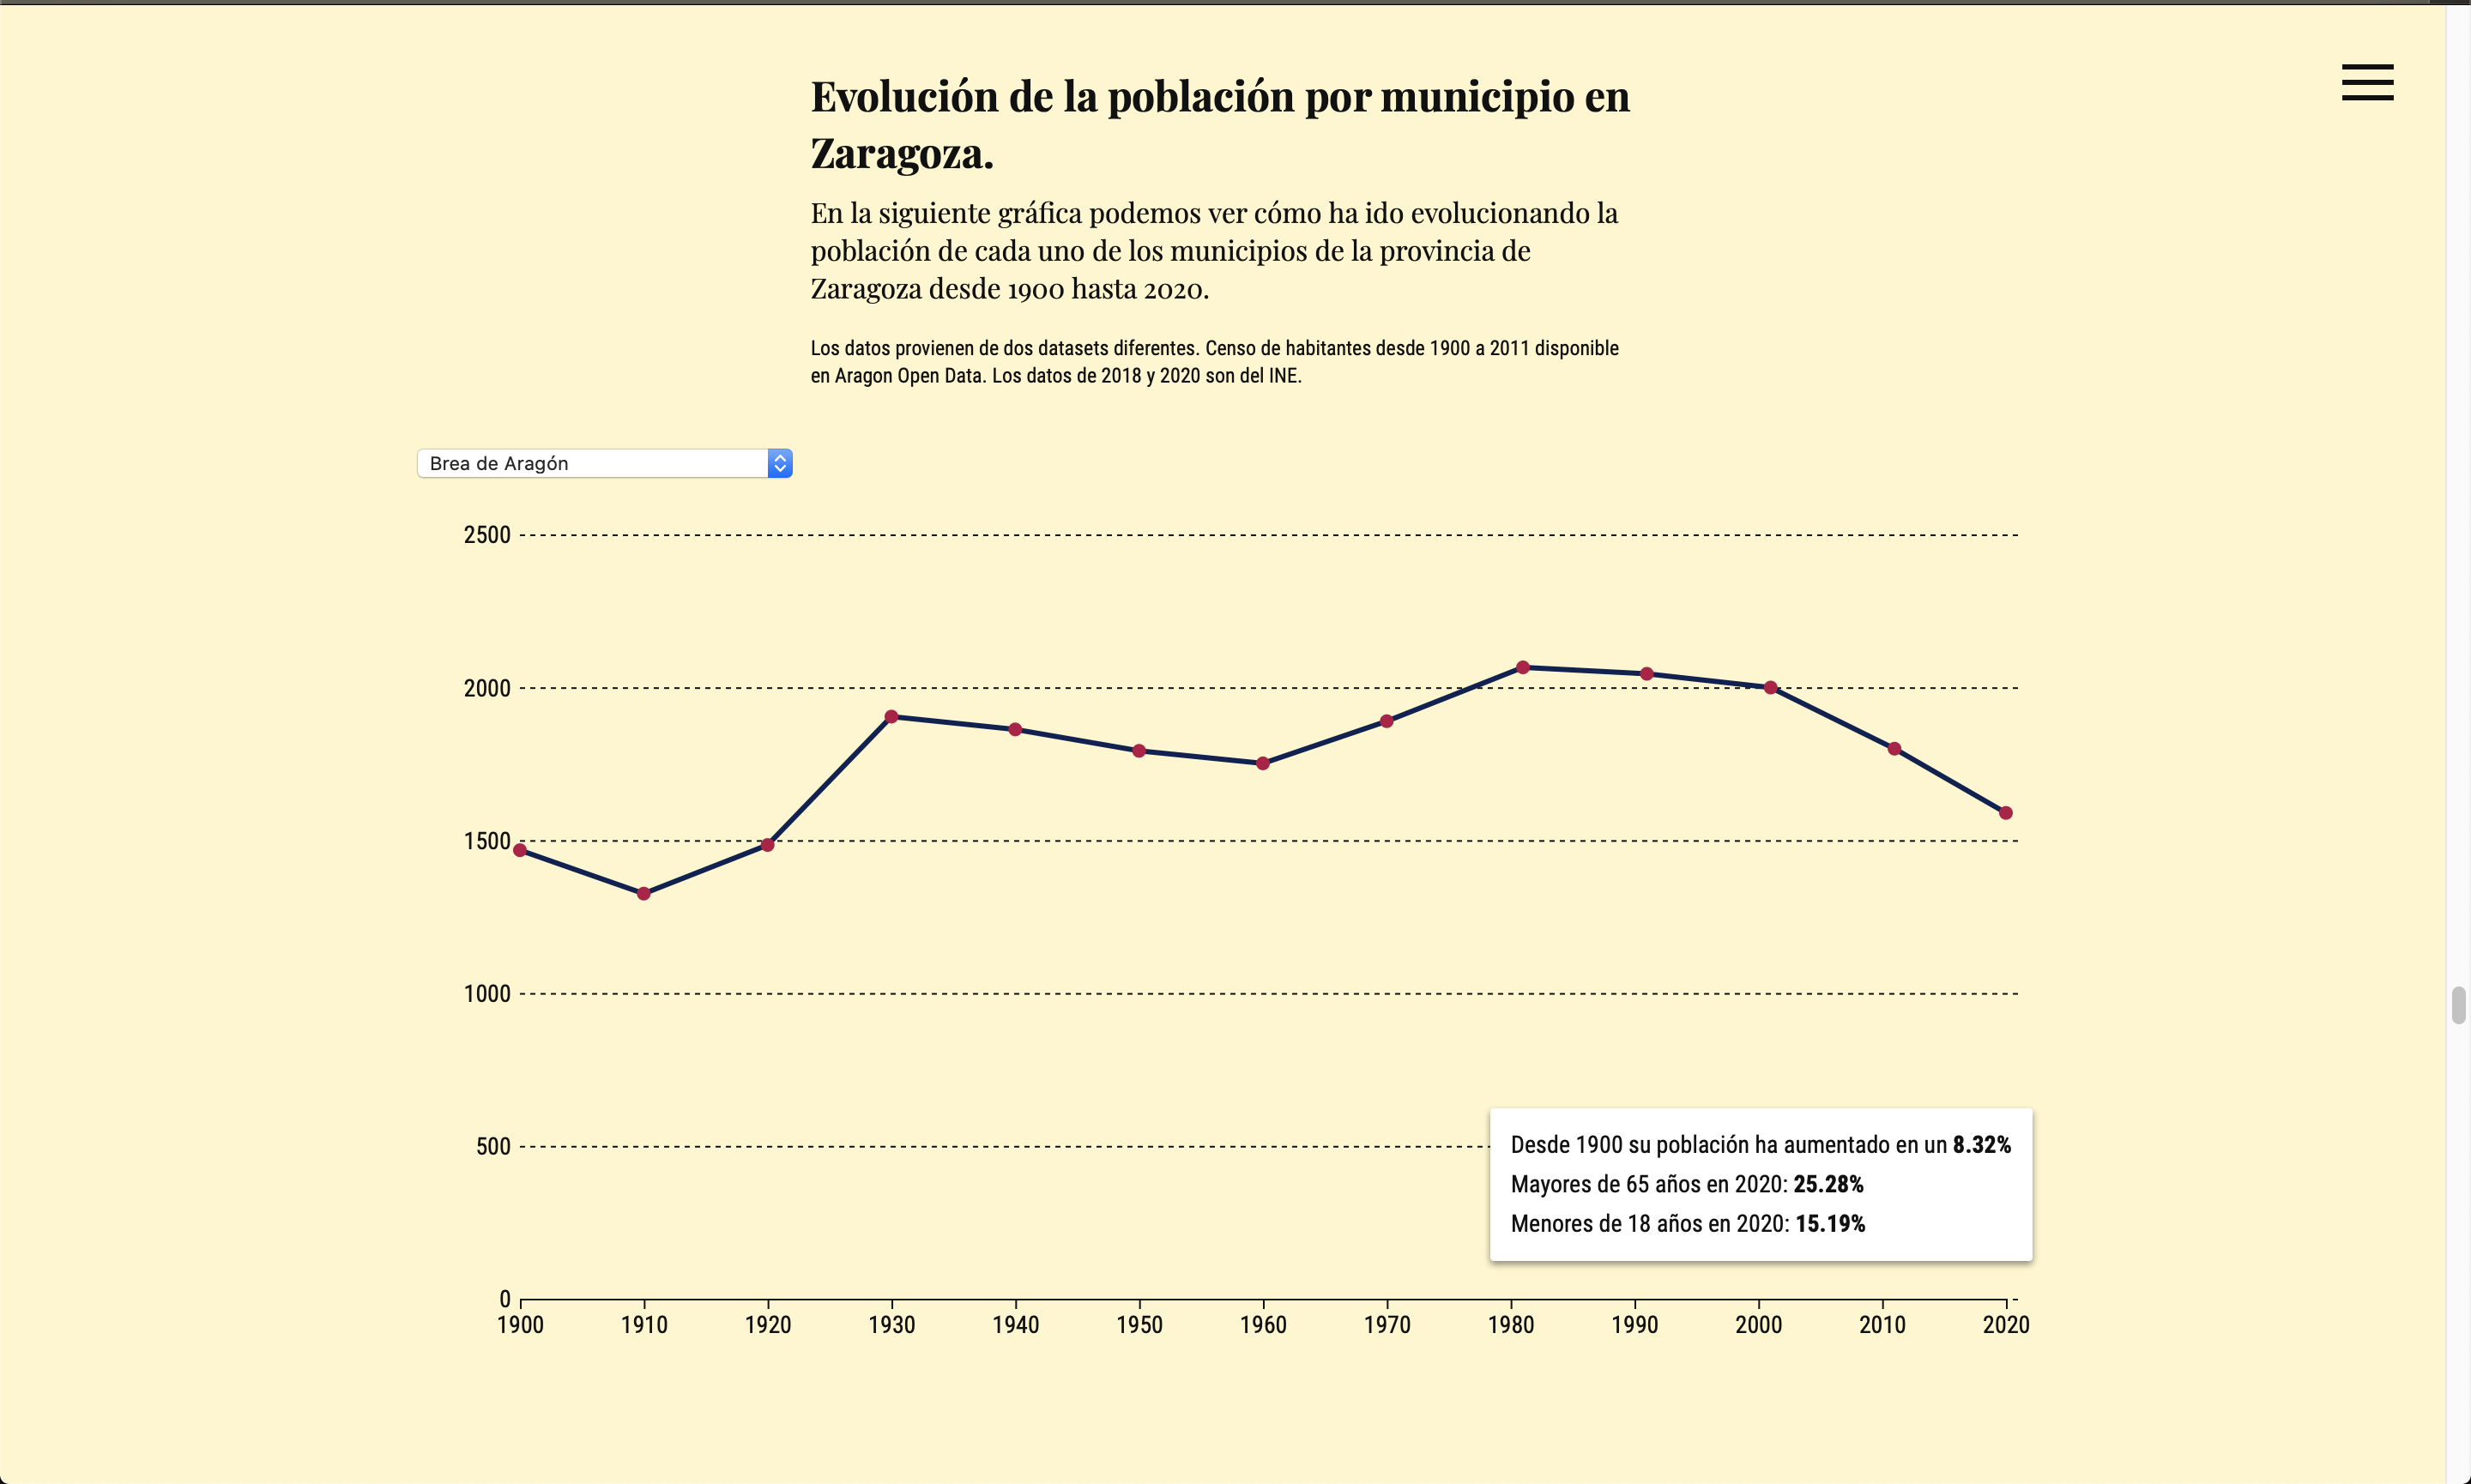 Evolución de la población por municipio en
Zaragoza.
En la siguiente gráfica podemos ver cómo ha ido evolucionando la
población de cada uno de los municipios de la provincia de
Zaragoza desde 1900 hasta 2020.
Los datos provienen de dos datasets diferentes. Censo de habitantes desde 1900 a 2011 disponible
en Aragon Open Data. Los datos de 2018 y 2020 son del INE.
Brea de Aragón
2500
2000
1500
1000
500
0
Desde 1900 su población ha aumentado en un 8.32%
Mayores de 65 años en 2020: 25.28%
Menores de 18 años en 2020: 15.19%
1900 1910 1920 1930 1940 1950 1960 1970 1980 1990 2000 2010 2020